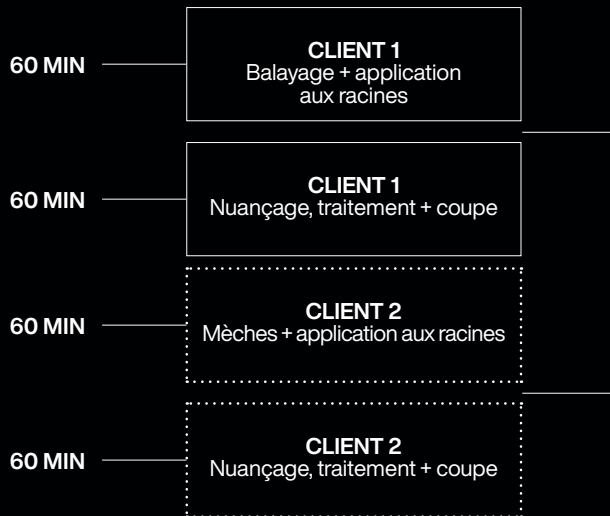 60 MIN
CLIENT 1
Balayage + application
aux racines
60 MIN
CLIENT 1
Nuançage, traitement + coupe
60 MIN
CLIENT 2
Mèches + application aux racines
60 MIN
CLIENT 2
Nuançage, traitement + coupe